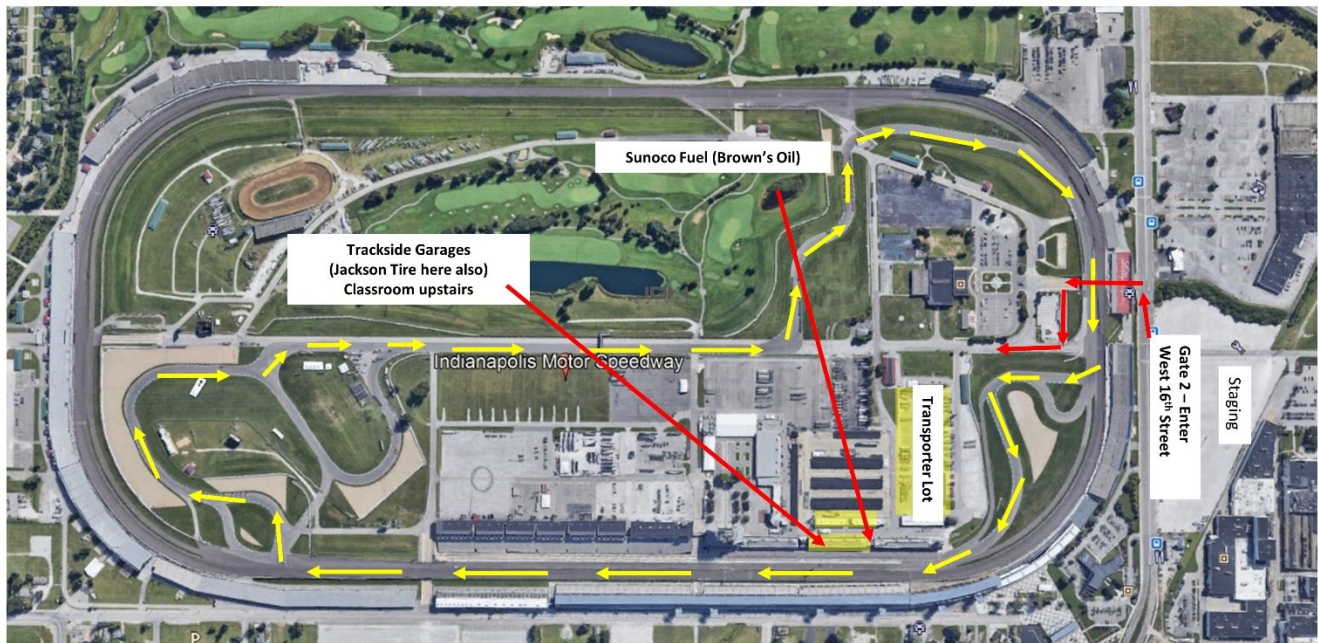 Sunoco Fuel (Brown's Oil)
Trackside Garages
(Jackson Tire here also)
Classroom upstairs
Indianapolis Motor Speedway
Transporter Lot
Gate 2 – Enter
West 16th Street
Staging
P